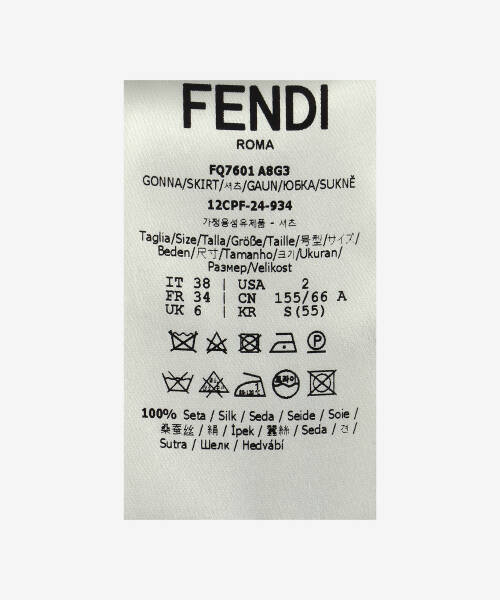 FENDI
ROMA
FQ7601 A8G3
GONNA/SKIRT/셔츠/GAUN/ЮБКА/SUKNĚ
12CPF-24-934
가정용섬유제품 - 셔츠
Taglia/Size/Talla/Größe/Taille/号型/サイズ/
Beden/尺寸/Tamanho/크기/Ukuran/
Размер/Velikost
IT 38 | USA 2
FR 34 | CN 155/66 A
UK 6 | KR S(55)
P
드라이
100% Seta / Silk / Seda / Seide / Soie /
桑蚕丝 / 絹 / İpek / 蠶絲 / Seda / 견 /
Sutra / Шелк / Hedvábí